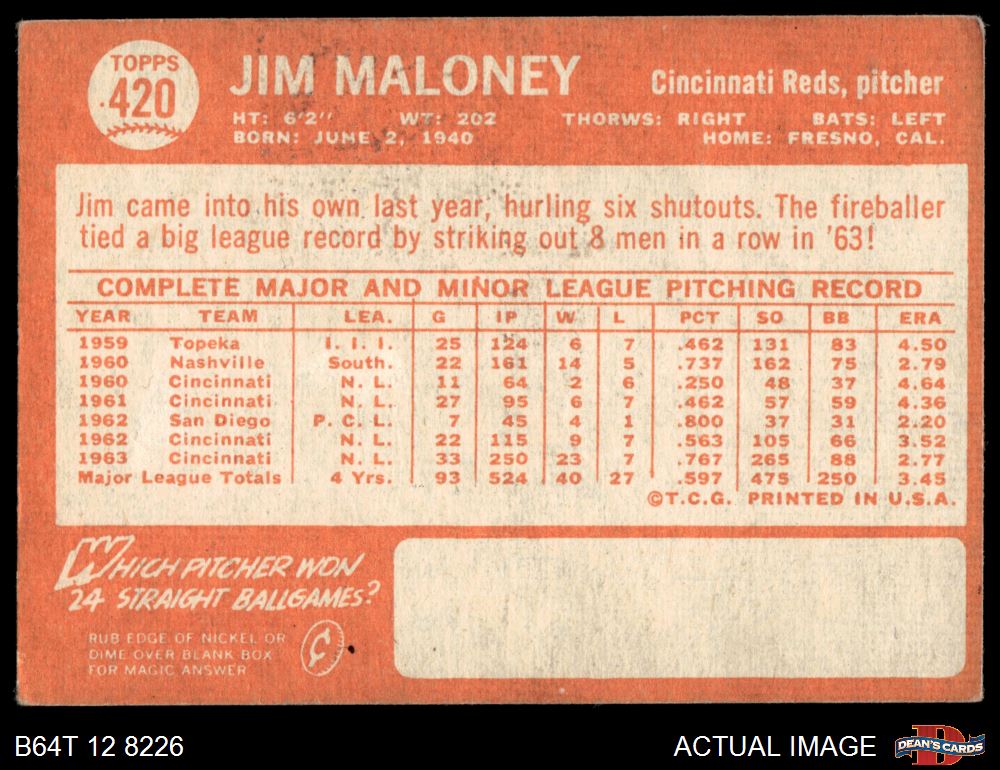 TOPPS
420
JIM MALONEY
Cincinnati Reds, pitcher
HT: 6'2" WT: 202 THORWS: RIGHT BATS: LEFT
BORN: JUNE 2, 1940 HOME: FRESNO, CAL.
Jim came into his own last year, hurling six shutouts. The fireballer
tied a big league record by striking out 8 men in a row in '63!
COMPLETE MAJOR AND MINOR LEAGUE PITCHING RECORD
YEAR TEAM LEA. G IP W L PCT SO BB ERA
1959 Topeka I. I. I. 25 124 6 7 .462 131 83 4.50
1960 Nashville South. 22 161 14 5 .737 162 75 2.79
1960 Cincinnati N. L. 11 64 2 6 .250 48 37 4.64
1961 Cincinnati N. L. 27 95 6 7 .462 57 59 4.36
1962 San Diego P. C. L. 7 45 4 1 .800 37 31 2.20
1962 Cincinnati N. L. 22 115 9 7 .563 105 66 3.52
1963 Cincinnati N. L. 33 250 23 7 .767 265 88 2.77
Major League Totals 4 Yrs. 93 524 40 27 .597 475 250 3.45
©T.C.G. PRINTED IN U.S.A.
WHICH PITCHER WON
24 STRAIGHT BALLGAMES?
RUB EDGE OF NICKEL OR
DIME OVER BLANK BOX
FOR MAGIC ANSWER
¢
B64T 12 8226
ACTUAL IMAGE
D
DEAN'S CARDS